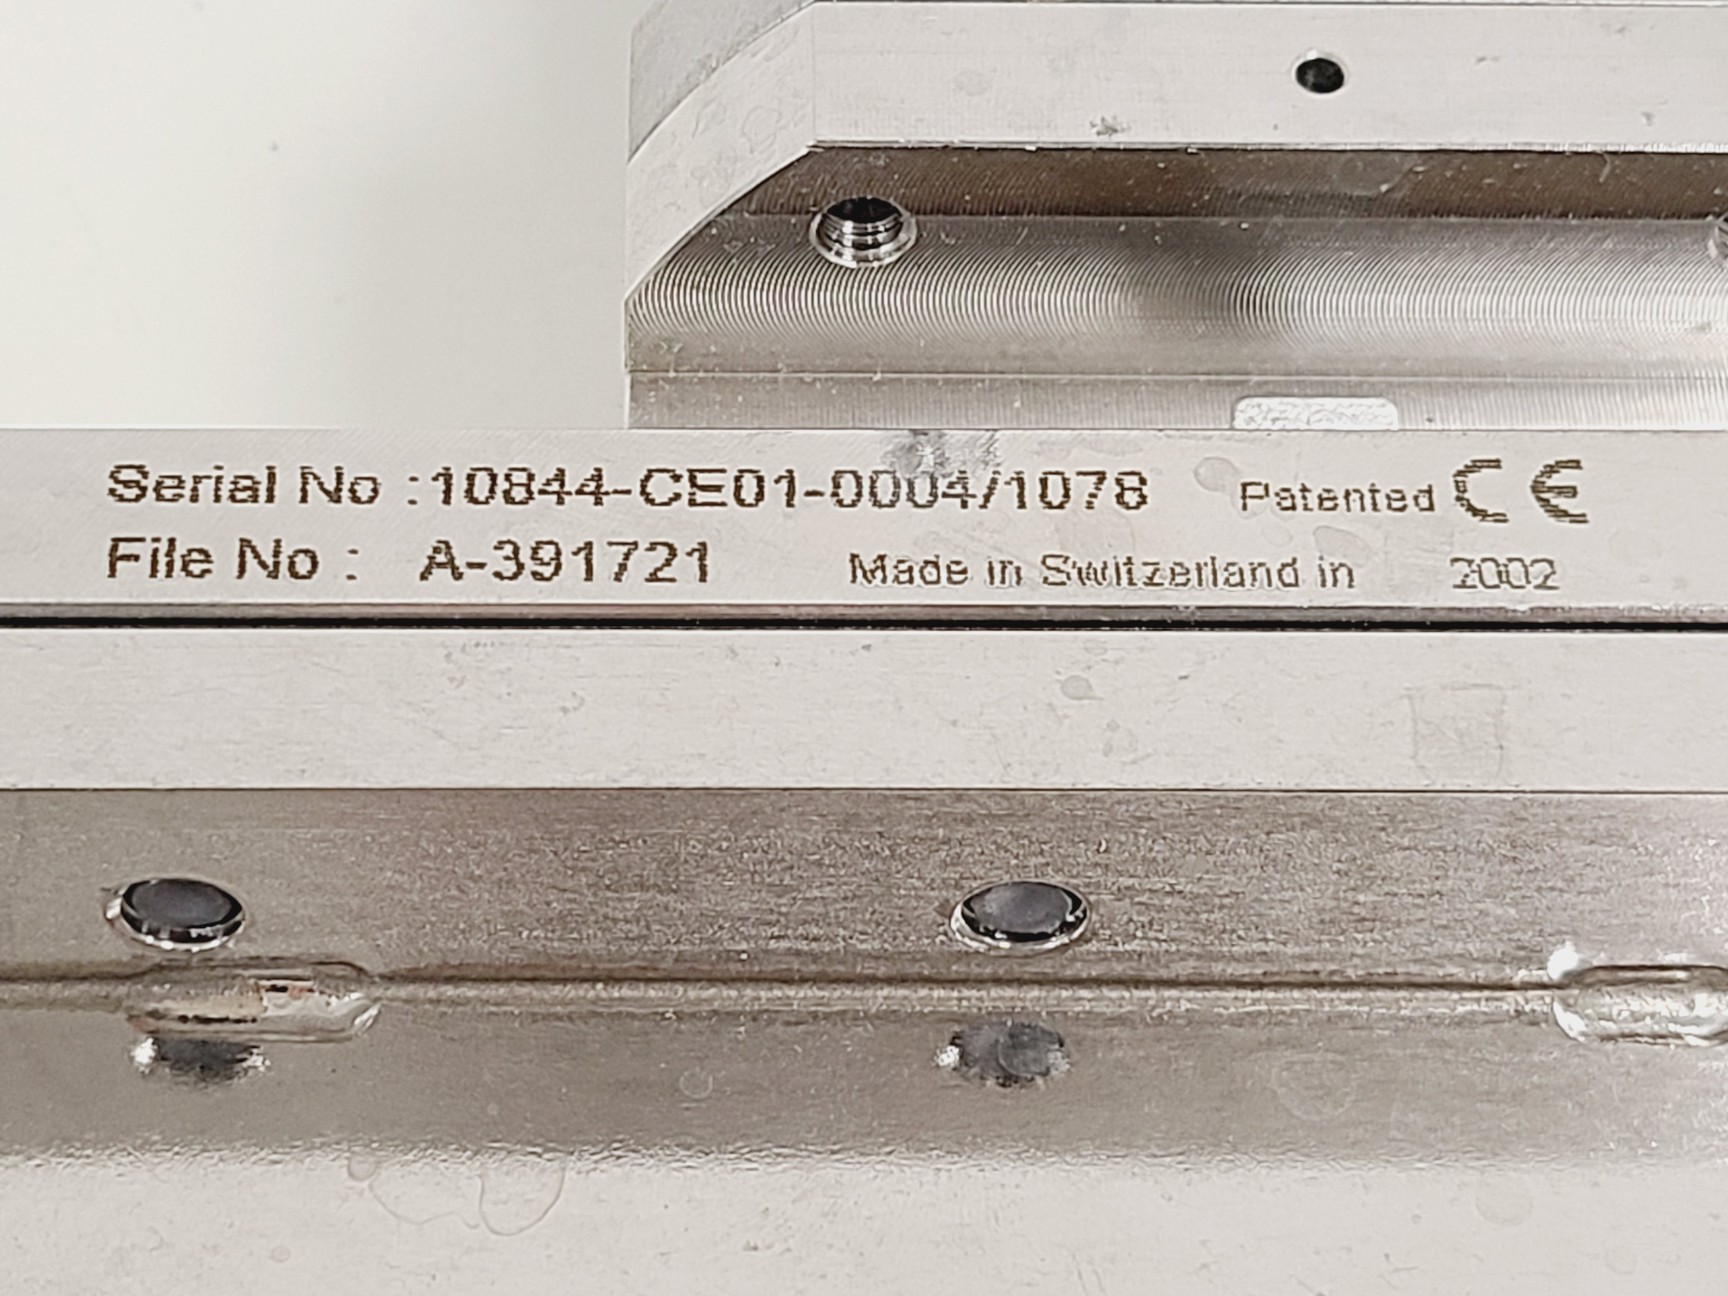 Serial No :10844-CE01-0004/1078 Patented CE
File No : A-391721 Made in Switzerland in 2002